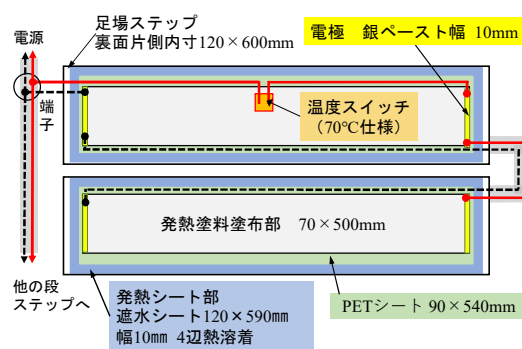 電源
足場ステップ
裏面片側内寸120×600mm
電極　銀ペースト幅 10mm
端子
温度スイッチ
（70℃仕様）
発熱塗料塗布部　70×500mm
他の段
ステップへ
発熱シート部
遮水シート120×590㎜
幅10mm ４辺熱溶着
PETシート 90×540mm